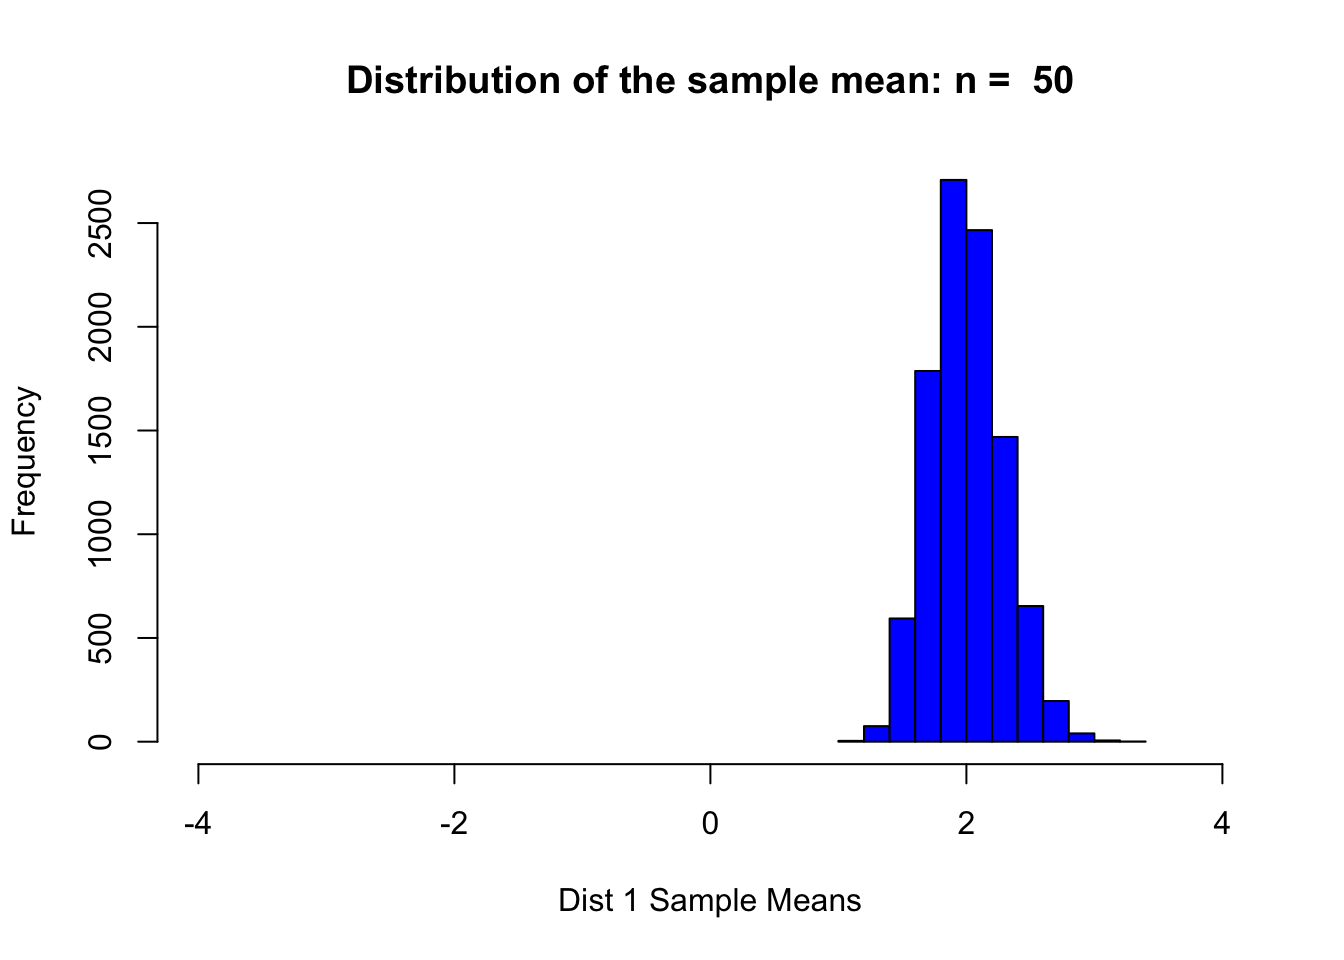 Distribution of the sample mean: n =  50
Frequency
2500
2000
1500
1000
500
0
-4 -2 0 2 4
Dist 1 Sample Means